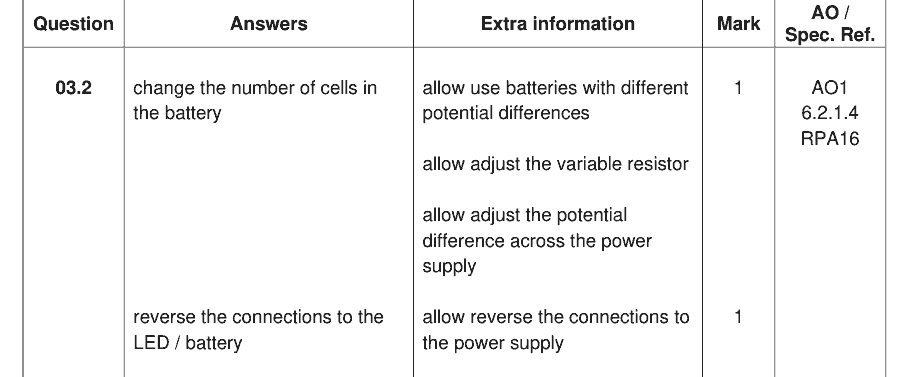 Question Answers Extra information Mark AO /
Spec. Ref.
03.2 change the number of cells in allow use batteries with different 1 AO1
the battery potential differences 6.2.1.4
RPA16
allow adjust the variable resistor
allow adjust the potential
difference across the power
supply
reverse the connections to the allow reverse the connections to 1
LED / battery the power supply